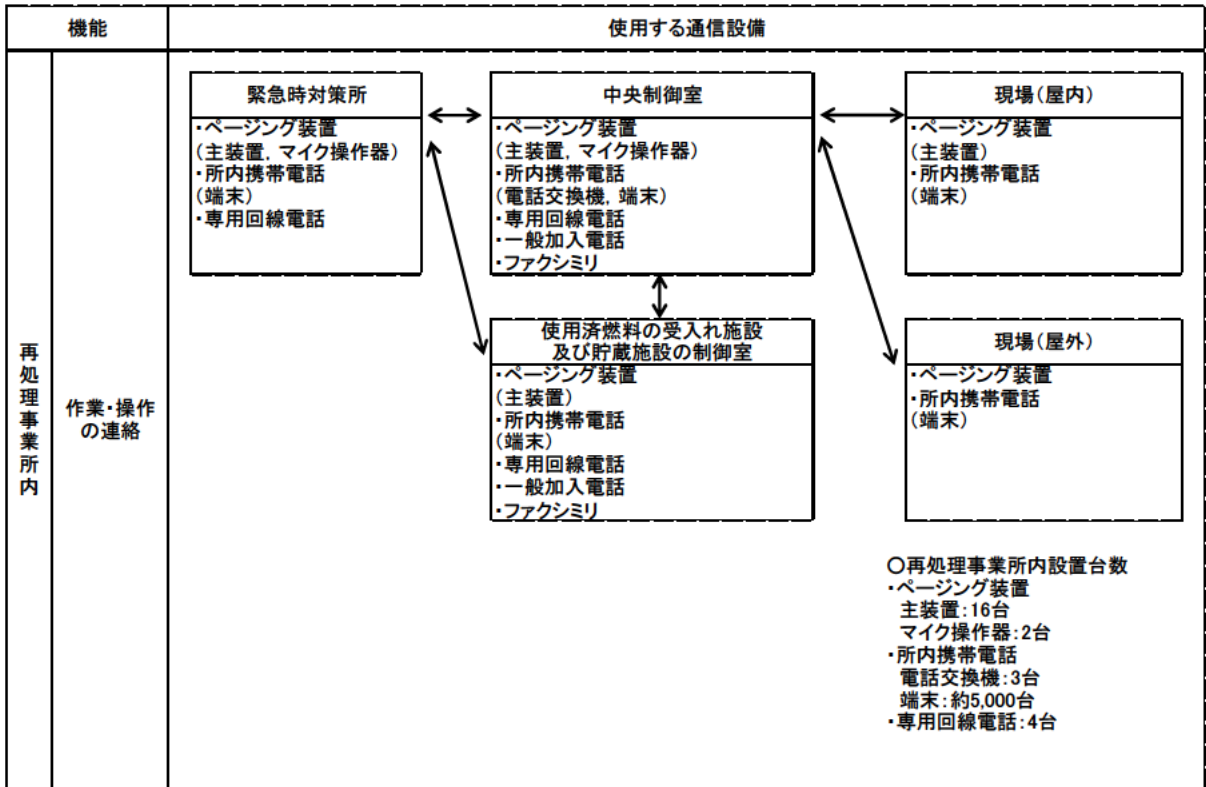 機能
使用する通信設備
再処理事業所内
作業・操作
の連絡
緊急時対策所
・ページング装置
(主装置, マイク操作器)
・所内携帯電話
(端末)
・専用回線電話
中央制御室
・ページング装置
(主装置, マイク操作器)
・所内携帯電話
(電話交換機, 端末)
・専用回線電話
・一般加入電話
・ファクシミリ
現場(屋内)
・ページング装置
(主装置)
・所内携帯電話
(端末)
使用済燃料の受入れ施設
及び貯蔵施設の制御室
・ページング装置
(主装置)
・所内携帯電話
(端末)
・専用回線電話
・一般加入電話
・ファクシミリ
現場(屋外)
・ページング装置
・所内携帯電話
(端末)
○再処理事業所内設置台数
・ページング装置
主装置:16台
マイク操作器:2台
・所内携帯電話
電話交換機:3台
端末:約5,000台
・専用回線電話:4台